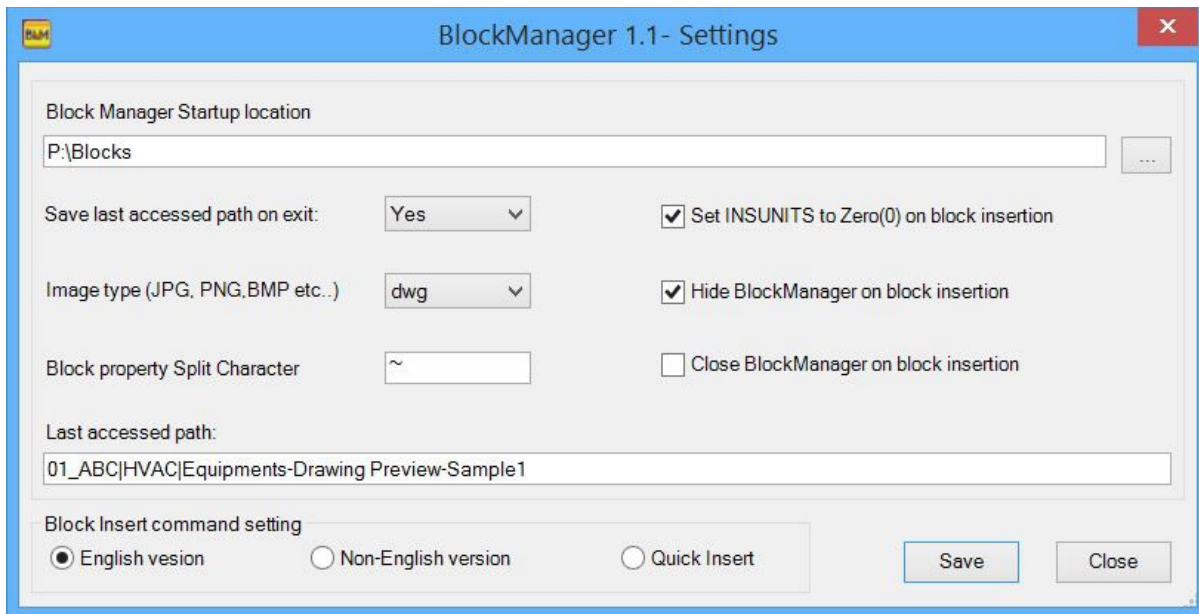 B&M
BlockManager 1.1- Settings
Block Manager Startup location
P:\Blocks
...
Save last accessed path on exit:
Yes
Set INSUNITS to Zero(0) on block insertion
Image type (JPG, PNG,BMP etc..)
dwg
Hide BlockManager on block insertion
Block property Split Character
~
Close BlockManager on block insertion
Last accessed path:
01_ABC|HVAC|Equipments-Drawing Preview-Sample1
Block Insert command setting
English vesion
Non-English version
Quick Insert
Save
Close